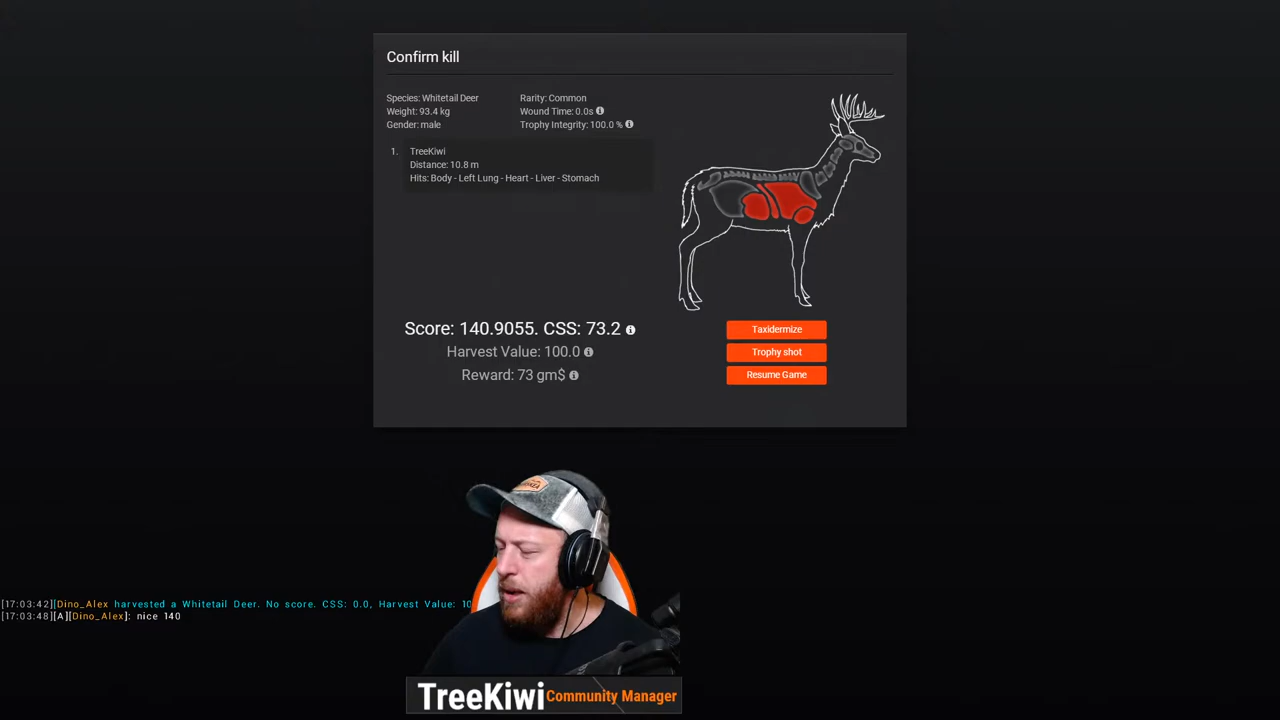 Confirm kill
Species: Whitetail Deer
Weight: 93.4 kg
Gender: male
Rarity: Common
Wound Time: 0.0s
Trophy Integrity: 100.0 %
1. TreeKiwi
Distance: 10.8 m
Hits: Body - Left Lung - Heart - Liver - Stomach
Score: 140.9055. CSS: 73.2
Harvest Value: 100.0
Reward: 73 gm$
Taxidermize
Trophy shot
Resume Game
[17:03:42][Dino_Alex harvested a Whitetail Deer. No score. CSS: 0.0, Harvest Value: 10
[17:03:48][A][Dino_Alex]: nice 140
TreeKiwi Community Manager